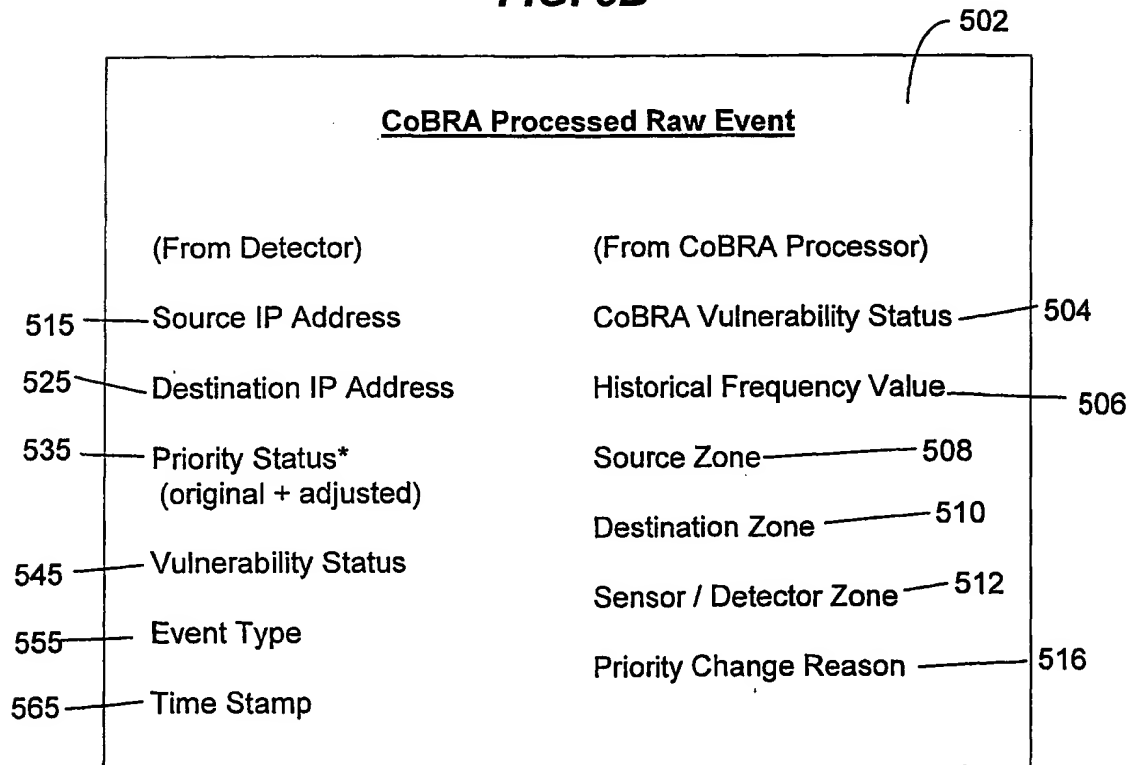 502
CoBRA Processed Raw Event
(From Detector)
(From CoBRA Processor)
515
Source IP Address
CoBRA Vulnerability Status
504
525
Destination IP Address
Historical Frequency Value
506
535
Priority Status*
(original + adjusted)
Source Zone
508
Destination Zone
510
545
Vulnerability Status
Sensor / Detector Zone
512
555
Event Type
Priority Change Reason
516
565
Time Stamp